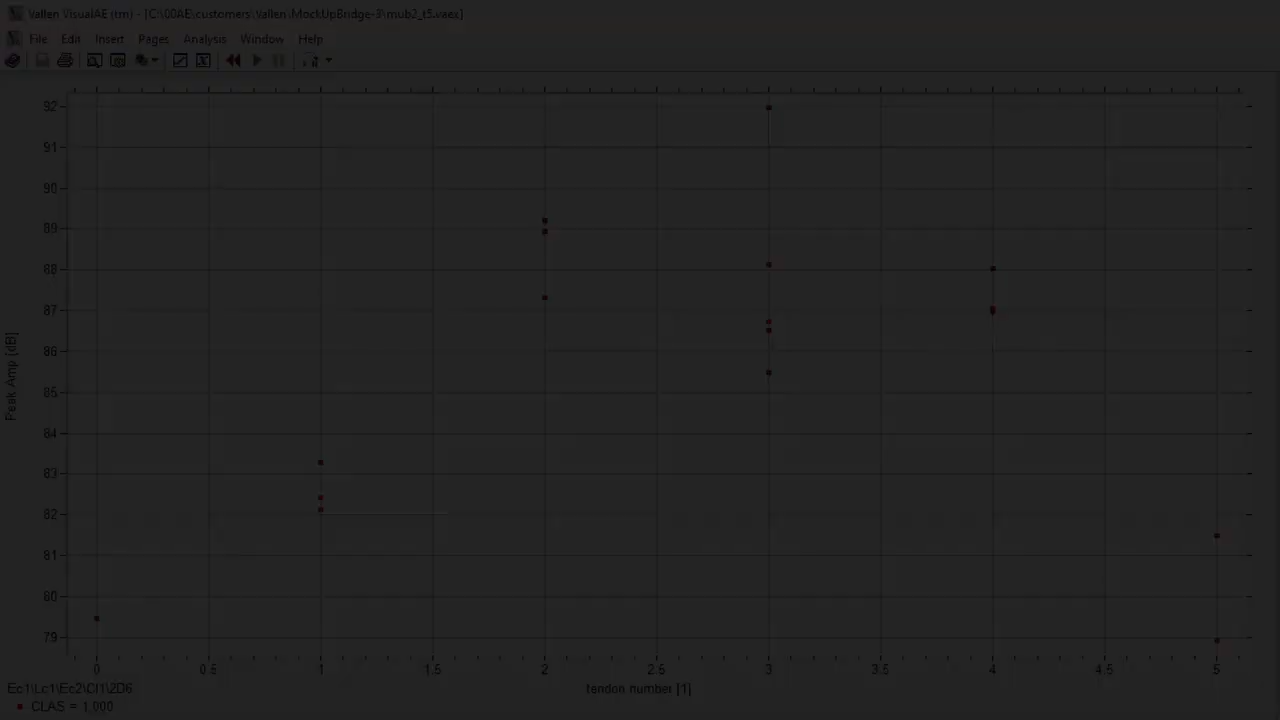 Vallen VisualAE (tm) - [C:\00AE\customers\Vallen\MockUpBridge-3\mub2_t5.vaex]
File Edit Insert Pages Analysis Window Help
92
91
90
89
88
87
86
85
84
83
82
81
80
79
Peak Amp [dB]
0 0.5 1 1.5 2 2.5 3 3.5 4 4.5 5
tendon number [1]
Ec1\Lc1\Ec2\Cl1\2D6
CLAS = 1.000